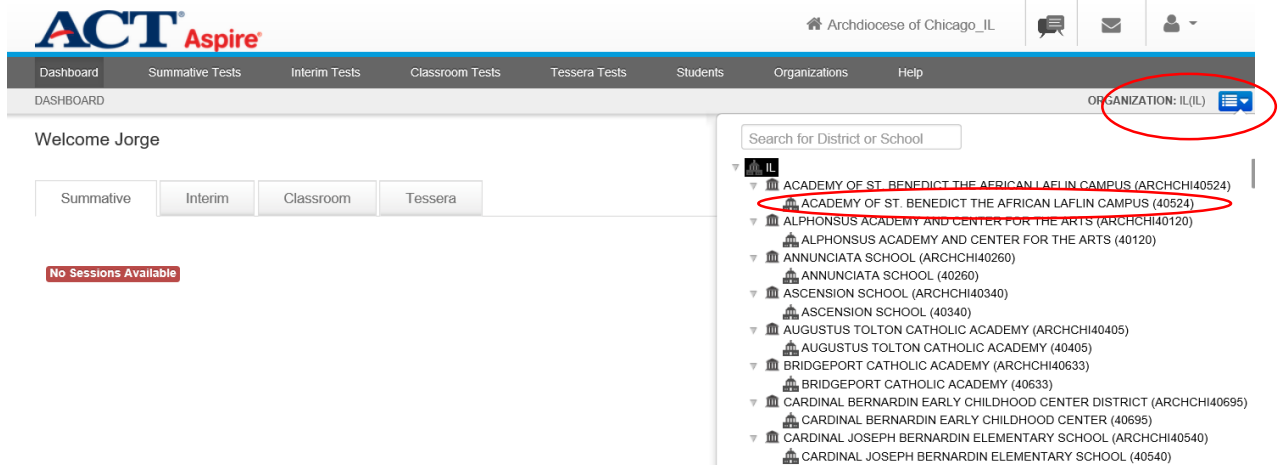 ACT Aspire®
Archdiocese of Chicago_IL
Dashboard Summative Tests Interim Tests Classroom Tests Tessera Tests Students Organizations Help
DASHBOARD ORGANIZATION: IL(IL)
Welcome Jorge
Search for District or School
IL
Summative Interim Classroom Tessera
No Sessions Available
ACADEMY OF ST. BENEDICT THE AFRICAN LAFLIN CAMPUS (ARCHCHI40524)
ACADEMY OF ST. BENEDICT THE AFRICAN LAFLIN CAMPUS (40524)
ALPHONSUS ACADEMY AND CENTER FOR THE ARTS (ARCHCHI40120)
ALPHONSUS ACADEMY AND CENTER FOR THE ARTS (40120)
ANNUNCIATA SCHOOL (ARCHCHI40260)
ANNUNCIATA SCHOOL (40260)
ASCENSION SCHOOL (ARCHCHI40340)
ASCENSION SCHOOL (40340)
AUGUSTUS TOLTON CATHOLIC ACADEMY (ARCHCHI40405)
AUGUSTUS TOLTON CATHOLIC ACADEMY (40405)
BRIDGEPORT CATHOLIC ACADEMY (ARCHCHI40633)
BRIDGEPORT CATHOLIC ACADEMY (40633)
CARDINAL BERNARDIN EARLY CHILDHOOD CENTER DISTRICT (ARCHCHI40695)
CARDINAL BERNARDIN EARLY CHILDHOOD CENTER (40695)
CARDINAL JOSEPH BERNARDIN ELEMENTARY SCHOOL (ARCHCHI40540)
CARDINAL JOSEPH BERNARDIN ELEMENTARY SCHOOL (40540)